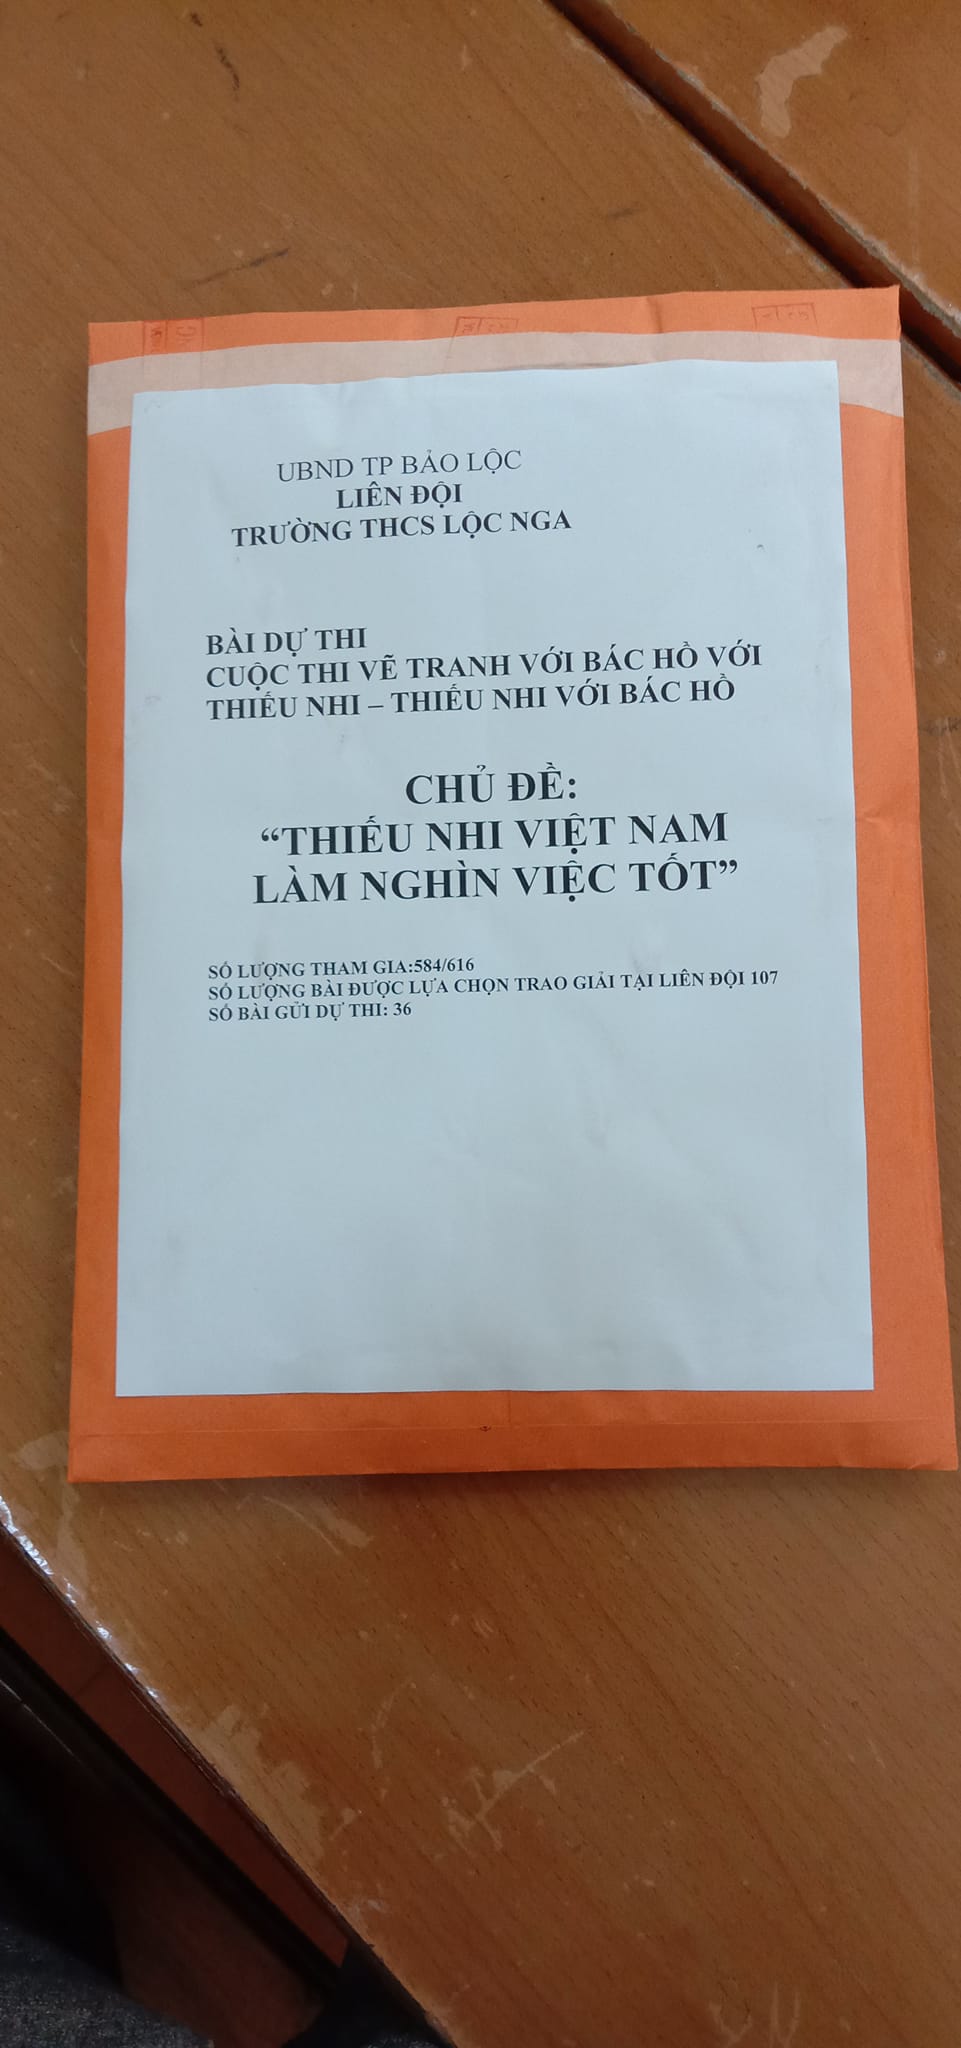 UBND TP BẢO LỘC
LIÊN ĐỘI
TRƯỜNG THCS LỘC NGA
BÀI DỰ THI
CUỘC THI VẼ TRANH VỚI BÁC HỒ VỚI
THIẾU NHI – THIẾU NHI VỚI BÁC HỒ
CHỦ ĐỀ:
“THIẾU NHI VIỆT NAM
LÀM NGHÌN VIỆC TỐT”
SỐ LƯỢNG THAM GIA:584/616
SỐ LƯỢNG BÀI ĐƯỢC LỰA CHỌN TRAO GIẢI TẠI LIÊN ĐỘI 107
SỐ BÀI GỬI DỰ THI: 36